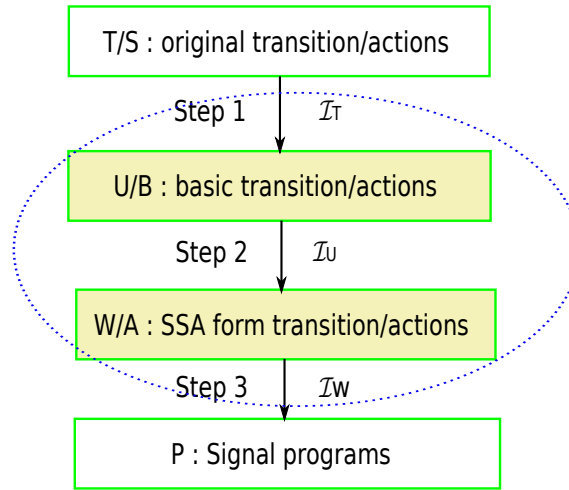 T/S : original transition/actions
Step 1 ℐT
U/B : basic transition/actions
Step 2 ℐU
W/A : SSA form transition/actions
Step 3 ℐW
P : Signal programs